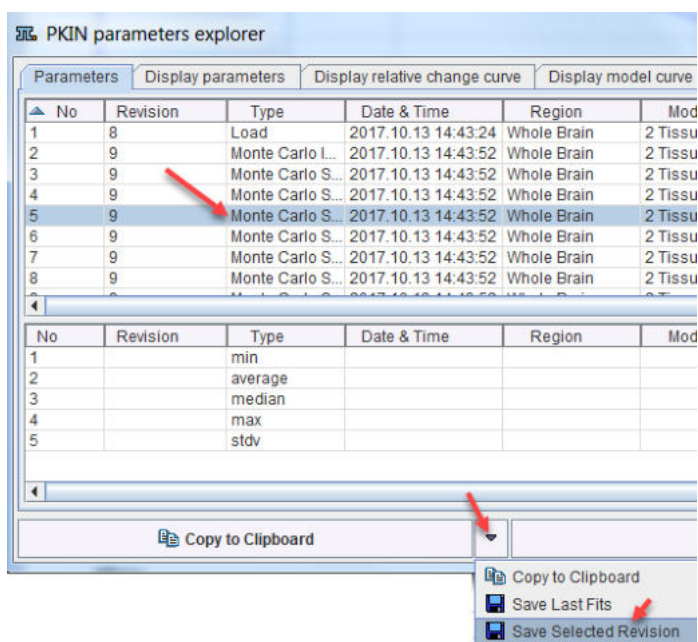 PKIN parameters explorer
Parameters Display parameters Display relative change curve Display model curve
No Revision Type Date & Time Region Mod
1 8 Load 2017.10.13 14:43:24 Whole Brain 2 Tissu
2 9 Monte Carlo I... 2017.10.13 14:43:52 Whole Brain 2 Tissu
3 9 Monte Carlo S... 2017.10.13 14:43:52 Whole Brain 2 Tissu
4 9 Monte Carlo S... 2017.10.13 14:43:52 Whole Brain 2 Tissu
5 9 Monte Carlo S... 2017.10.13 14:43:52 Whole Brain 2 Tissu
6 9 Monte Carlo S... 2017.10.13 14:43:52 Whole Brain 2 Tissu
7 9 Monte Carlo S... 2017.10.13 14:43:52 Whole Brain 2 Tissu
8 9 Monte Carlo S... 2017.10.13 14:43:52 Whole Brain 2 Tissu
No Revision Type Date & Time Region Mod
1 min
2 average
3 median
4 max
5 stdv
Copy to Clipboard
Copy to Clipboard
Save Last Fits
Save Selected Revision